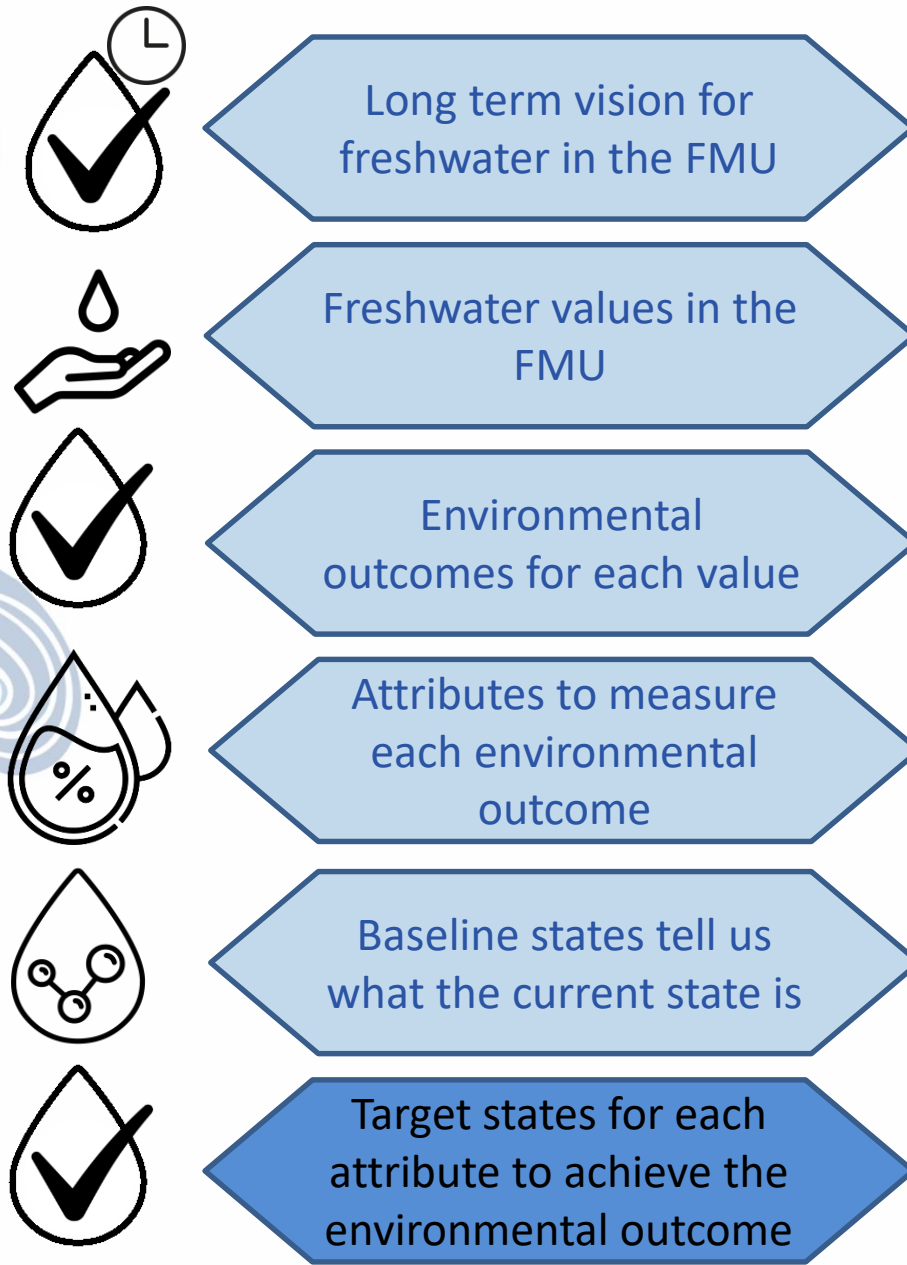 Long term vision for
freshwater in the FMU
Freshwater values in the
FMU
Environmental
outcomes for each value
Attributes to measure
each environmental
outcome
%
Baseline states tell us
what the current state is
Target states for each
attribute to achieve the
environmental outcome